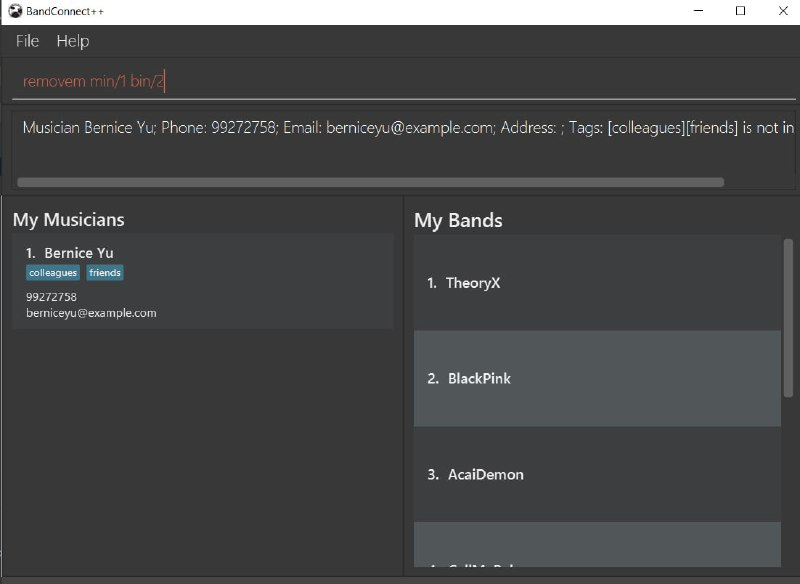 BandConnect++
File Help
removem min/1 bin/2
Musician Bernice Yu; Phone: 99272758; Email: berniceyu@example.com; Address: ; Tags: [colleagues][friends] is not in
My Musicians
1. Bernice Yu
colleagues friends
99272758
berniceyu@example.com
My Bands
1. TheoryX
2. BlackPink
3. AcaiDemon